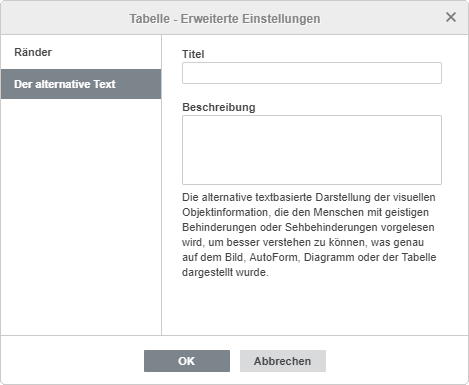 Tabelle - Erweiterte Einstellungen
Ränder
Der alternative Text
Titel
Beschreibung
Die alternative textbasierte Darstellung der visuellen
Objektinformation, die den Menschen mit geistigen
Behinderungen oder Sehbehinderungen vorgelesen
wird, um besser verstehen zu können, was genau
auf dem Bild, AutoForm, Diagramm oder der Tabelle
dargestellt wurde.
OK
Abbrechen